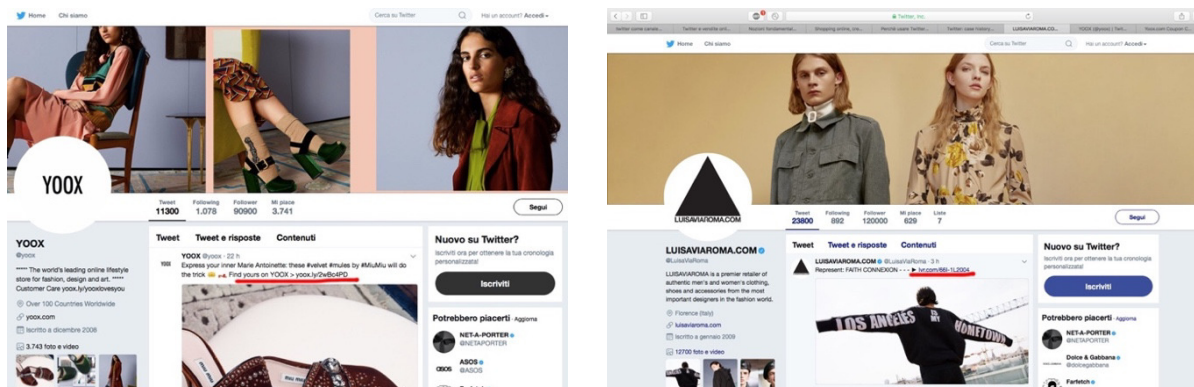 Home Chi siamo
Cerca su Twitter
Hai un account? Accedi
YOOX
Tweet Following Follower Mi piace
11300 1.078 90900 3.741
Segui
YOOX
@yoox
***** The world's leading online lifestyle
store for fashion, design and art. *****
Customer Care yoox.ly/yooxlovesyou
Over 100 Countries Worldwide
yoox.com
Iscritto a dicembre 2008
3.743 foto e video
Tweet Tweet e risposte Contenuti
YOOX @yoox · 22 h
Express your inner Marie Antoinette: these #velvet #mules by #MiuMiu will do
the trick Find yours on YOOX > yoox.ly/2wBo4PD
Nuovo su Twitter?
Iscriviti ora per ottenere la tua cronologia
personalizzata!
Iscriviti
Potrebbero piacerti · Aggiorna
NET-A-PORTER
@NETAPORTER
ASOS
@ASOS
Twitter, Inc.
LUISAVIAROMA.CO...
Home Chi siamo
Cerca su Twitter
Hai un account? Accedi
LUISAVIAROMA.COM
Tweet Following Follower Mi piace Liste
23800 892 120000 629 7
Segui
LUISAVIAROMA.COM
@LuisaViaRoma
LUISAVIAROMA is a premier retailer of
authentic men's and women's clothing,
shoes and accessories from the most
important designers in the fashion world.
Florence (Italy)
luisaviaroma.com
Iscritto a gennaio 2009
12700 foto e video
Tweet Tweet e risposte Contenuti
LUISAVIAROMA.COM @LuisaViaRoma · 3 h
Represent: FAITH CONNEXION - - - ► lvr.com/66I-1L2004
LOS ANGELES IS MY HOMETOWN
Nuovo su Twitter?
Iscriviti ora per ottenere la tua cronologia
personalizzata!
Iscriviti
Potrebbero piacerti · Aggiorna
NET-A-PORTER
@NETAPORTER
Dolce & Gabbana
@dolcegabbana
Farfetch